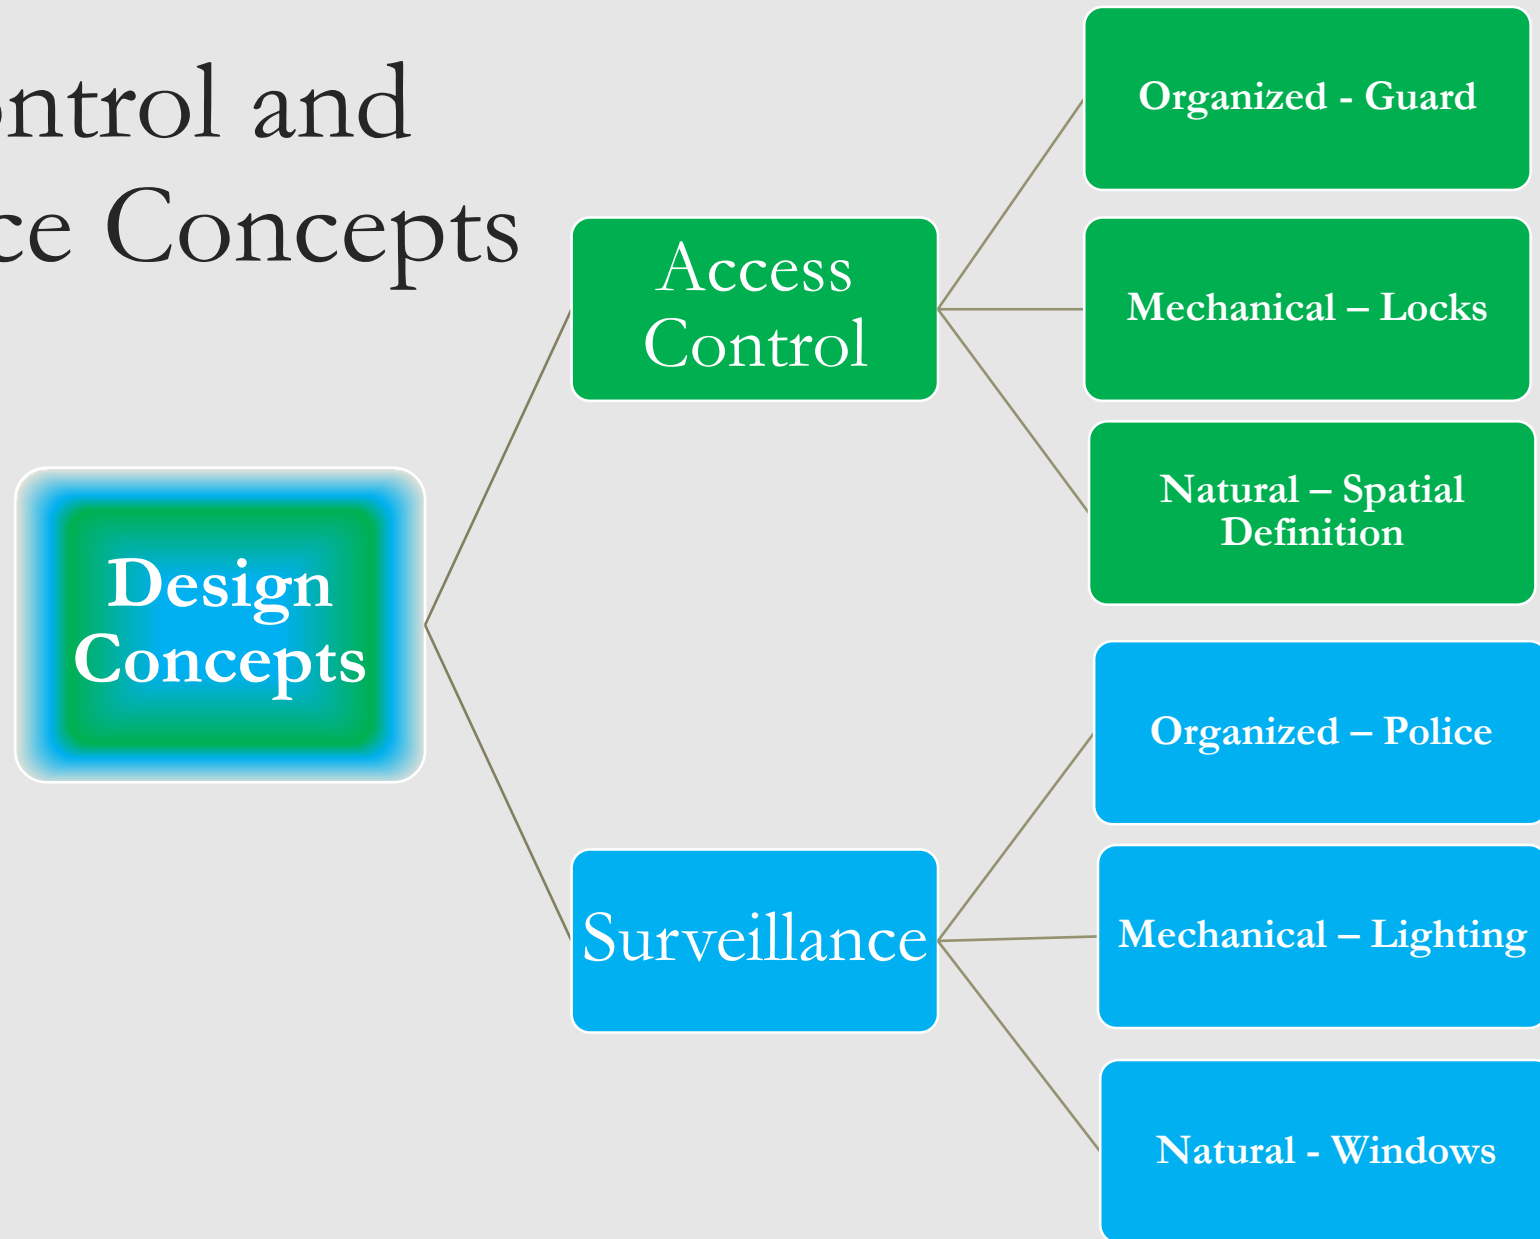 ntrol and
ce Concepts
Access
Control
Design
Concepts
Surveillance
Organized - Guard
Mechanical – Locks
Natural – Spatial
Definition
Organized – Police
Mechanical – Lighting
Natural - Windows